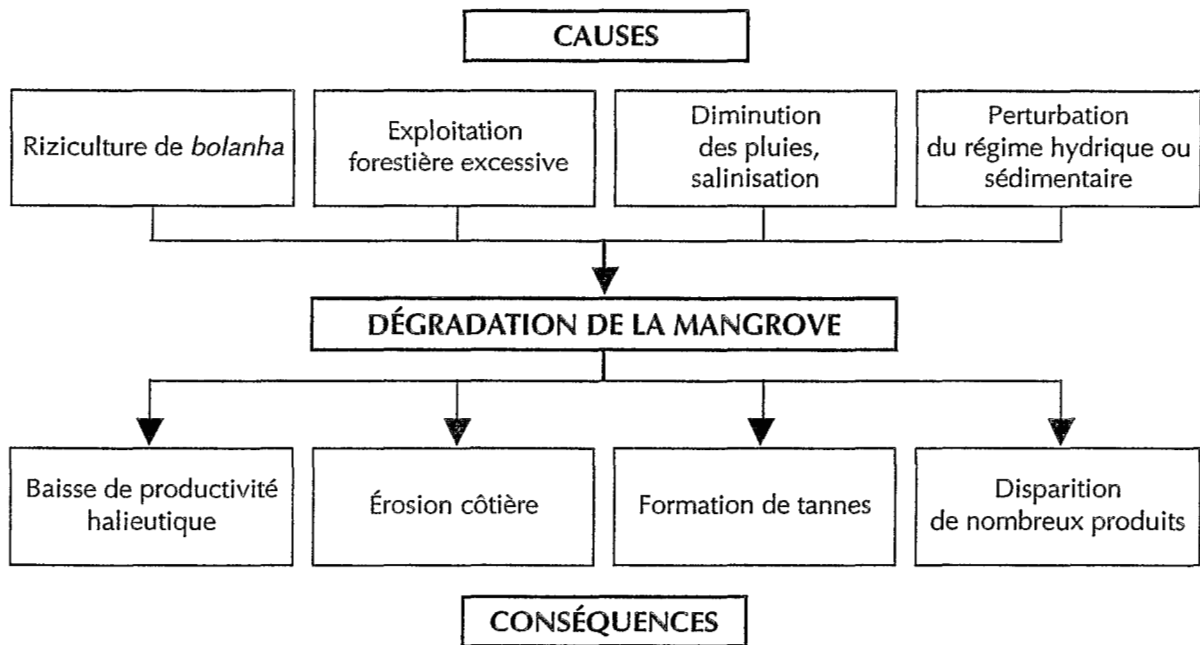 CAUSES
Riziculture de bolanha
Exploitation
forestière excessive
Diminution
des pluies,
salinisation
Perturbation
du régime hydrique ou
sédimentaire
DÉGRADATION DE LA MANGROVE
Baisse de productivité
halieutique
Érosion côtière
Formation de tannes
Disparition
de nombreux produits
CONSÉQUENCES